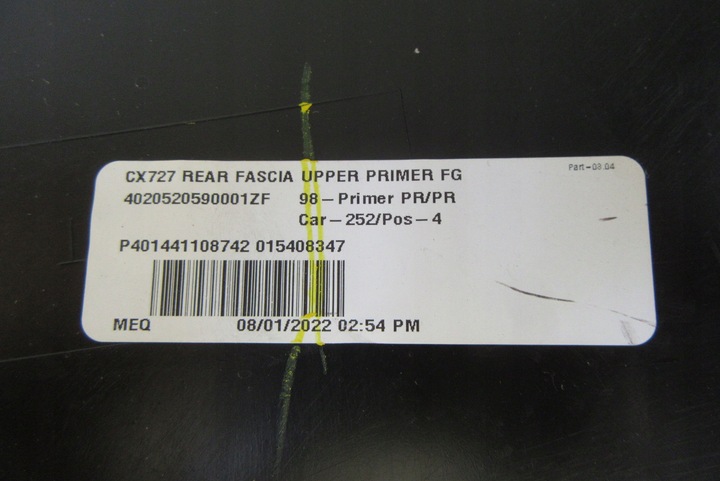 Part-08.04
CX727 REAR FASCIA UPPER PRIMER FG
4020520590001ZF 98-Primer PR/PR
Car-252/Pos-4
P401441108742 015408347
MEQ 08/01/2022 02:54 PM